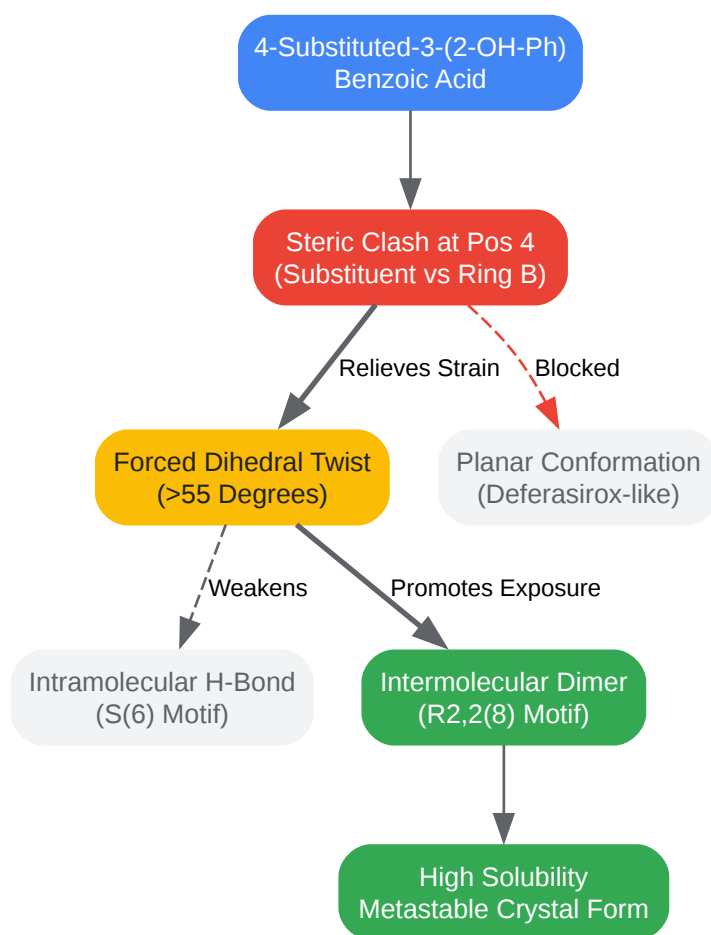 4-Substituted-3-(2-OH-Ph)
Benzoic Acid
Steric Clash at Pos 4
(Substituent vs Ring B)
Relieves Strain
Blocked
Forced Dihedral Twist
(>55 Degrees)
Planar Conformation
(Deferasirox-like)
Weakens
Promotes Exposure
Intramolecular H-Bond
(S(6) Motif)
Intermolecular Dimer
(R2,2(8) Motif)
High Solubility
Metastable Crystal Form